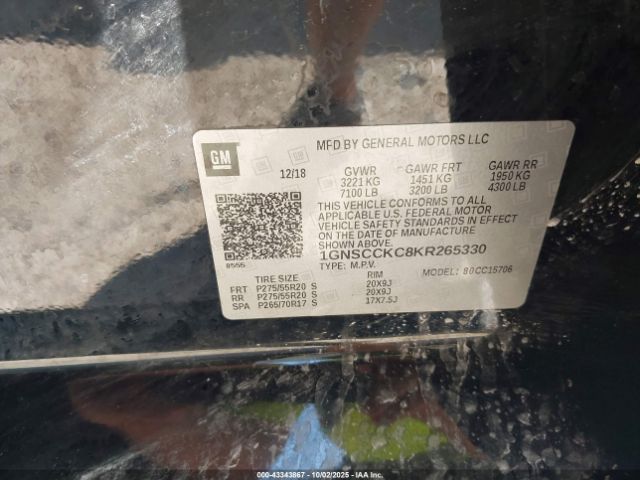 GM
MFD BY GENERAL MOTORS LLC
12/18
GVWR GAWR FRT GAWR RR
3221 KG 1451 KG 1950 KG
7100 LB 3200 LB 4300 LB
THIS VEHICLE CONFORMS TO ALL
APPLICABLE U.S. FEDERAL MOTOR
VEHICLE SAFETY STANDARDS IN EFFECT
ON THE DATE OF MANUFACTURE
SHOWN ABOVE.
1GNSCCKC8KR265330
8555
TYPE: M.P.V. MODEL: 80CC15706
TIRE SIZE RIM
FRT P275/55R20 S 20X9J
RR P275/55R20 S 20X9J
SPA P265/70R17 S 17X7.5J
000-43343867 | 10/02/2025 | IAA Inc.